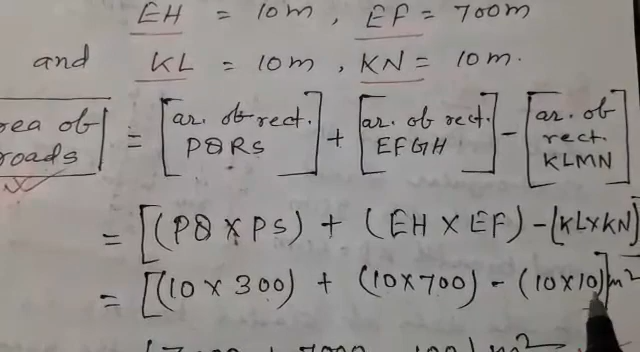 EH = 10m, EF = 700m
and KL = 10m, KN = 10m.
rea of roads = [ar. of rect. PQRS] + [ar. of rect. EFGH] - [ar. of rect. KLMN]
= [(PQ X PS) + (EH X EF) - (KL X KN)]
= [(10 X 300) + (10 X 700) - (10 X 10)] m²